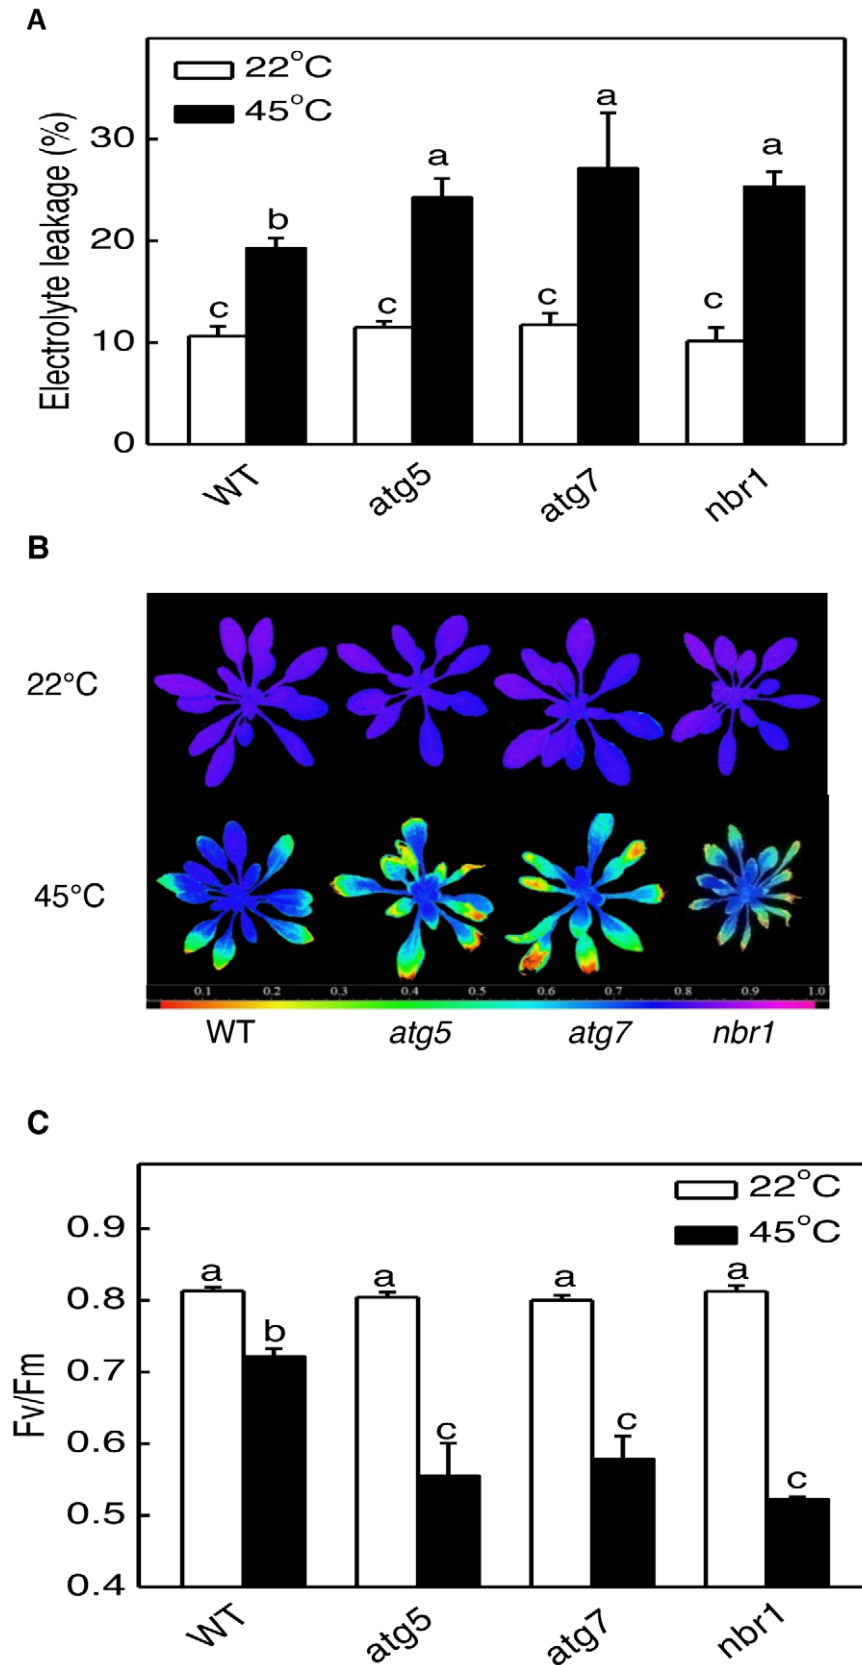 A
22°C
45°C
Electrolyte leakage (%)
30
20
10
0
c
b
c
a
c
a
c
a
WT
atg5
atg7
nbr1
B
22°C
45°C
0.1 0.2 0.3 0.4 0.5 0.6 0.7 0.8 0.9 1.0
WT atg5 atg7 nbr1
C
22°C
45°C
Fv/Fm
0.9
0.8
0.7
0.6
0.5
0.4
a
b
a
c
a
c
a
c
WT
atg5
atg7
nbr1